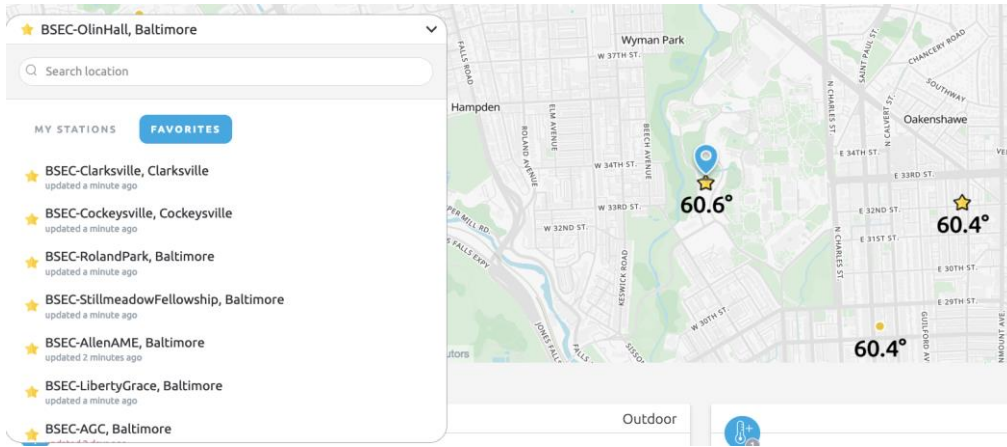 BSEC-OlinHall, Baltimore
Search location
MY STATIONS
FAVORITES
BSEC-Clarksville, Clarksville
updated a minute ago
BSEC-Cockeysville, Cockeysville
updated a minute ago
BSEC-RolandPark, Baltimore
updated a minute ago
BSEC-StillmeadowFellowship, Baltimore
updated a minute ago
BSEC-AllenAME, Baltimore
updated 2 minutes ago
BSEC-LibertyGrace, Baltimore
updated a minute ago
BSEC-AGC, Baltimore
Wyman Park
W 37TH ST.
FALLS ROAD
SAINT PAUL ST.
CHANCERY ROAD
SOUTHWAY
Hampden
ELM AVENUE
ROLAND AVENUE
BEECH AVENUE
N CHARLES ST.
N CALVERT ST.
Oakenshawe
W 34TH ST.
E 34TH ST.
E 33RD ST.
60.6°
W 33RD ST.
E 32ND ST.
60.4°
W 32ND ST.
E 31ST ST.
FALLS EXPY
KESWICK ROAD
N CHARLES ST.
E 30TH ST.
W 30TH ST.
E 29TH ST.
GUILFORD AV
60.4°
JONES FALLS
Outdoor